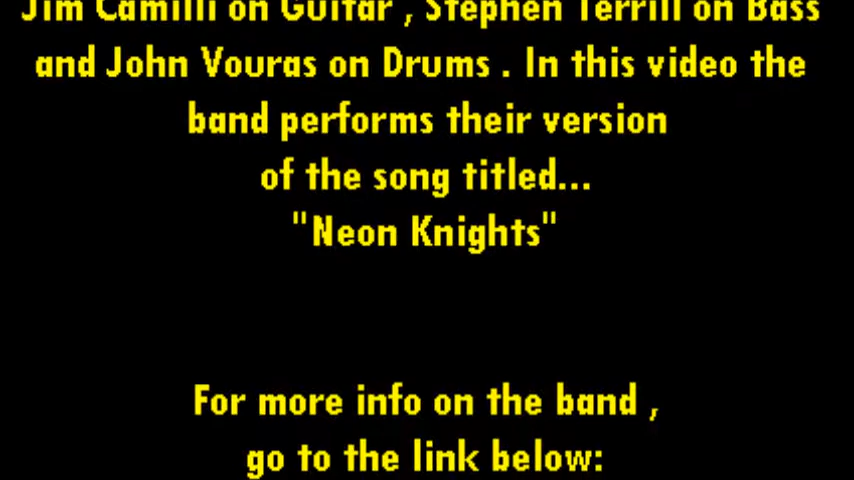 Jim Camilli on Guitar , Stephen Terrill on Bass
and John Vouras on Drums . In this video the
band performs their version
of the song titled...
"Neon Knights"
For more info on the band ,
go to the link below: